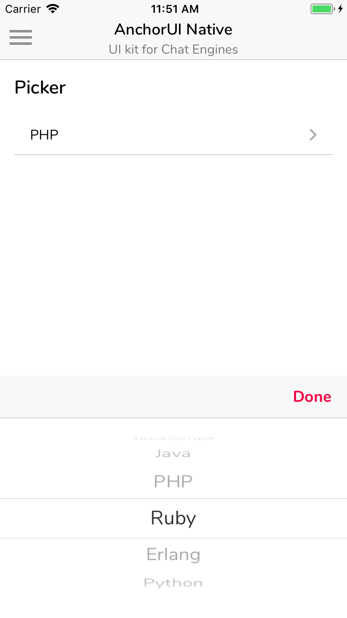 Carrier 11:51 AM
AnchorUI Native
UI kit for Chat Engines
Picker
PHP
Done
JavaScript
Java
PHP
Ruby
Erlang
Python